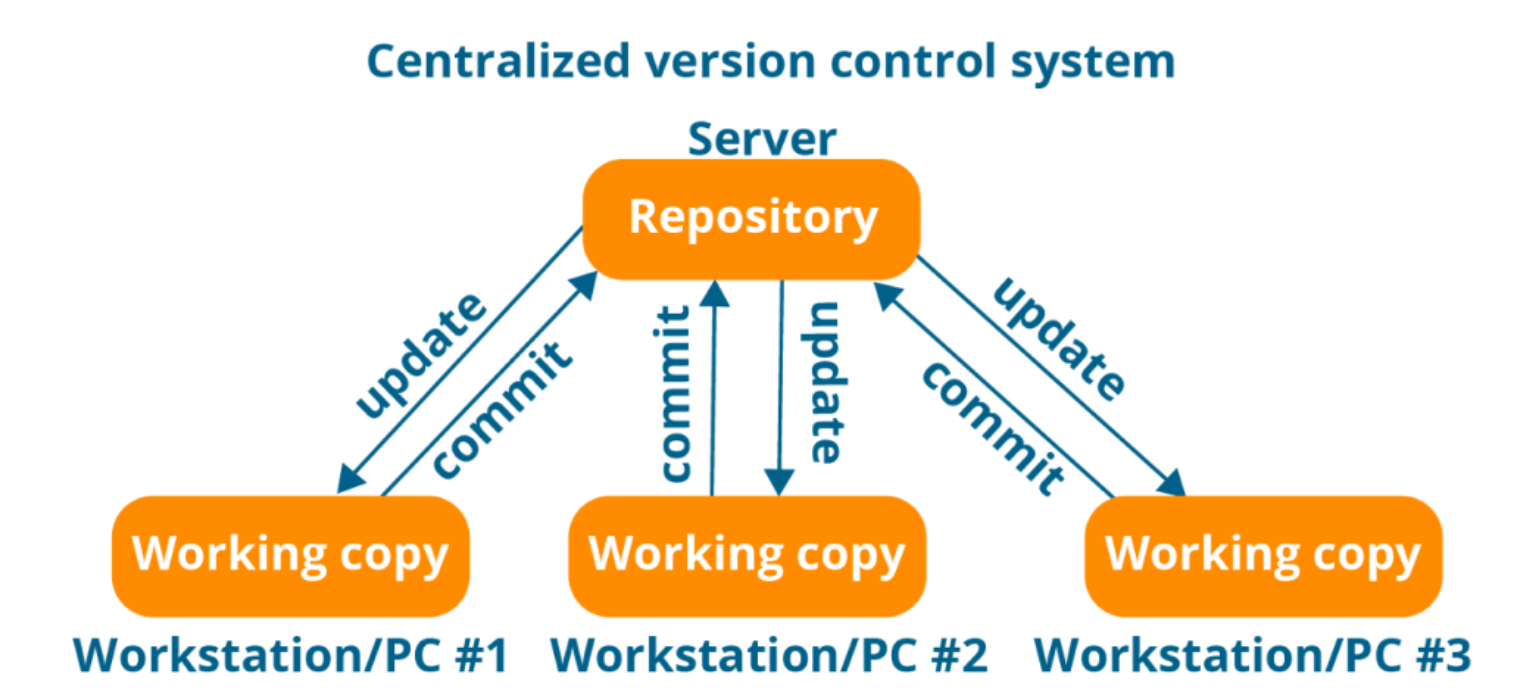 Centralized version control system
Server
Repository
update
commit
commit
update
commit
update
Working copy
Working copy
Working copy
Workstation/PC #1
Workstation/PC #2
Workstation/PC #3